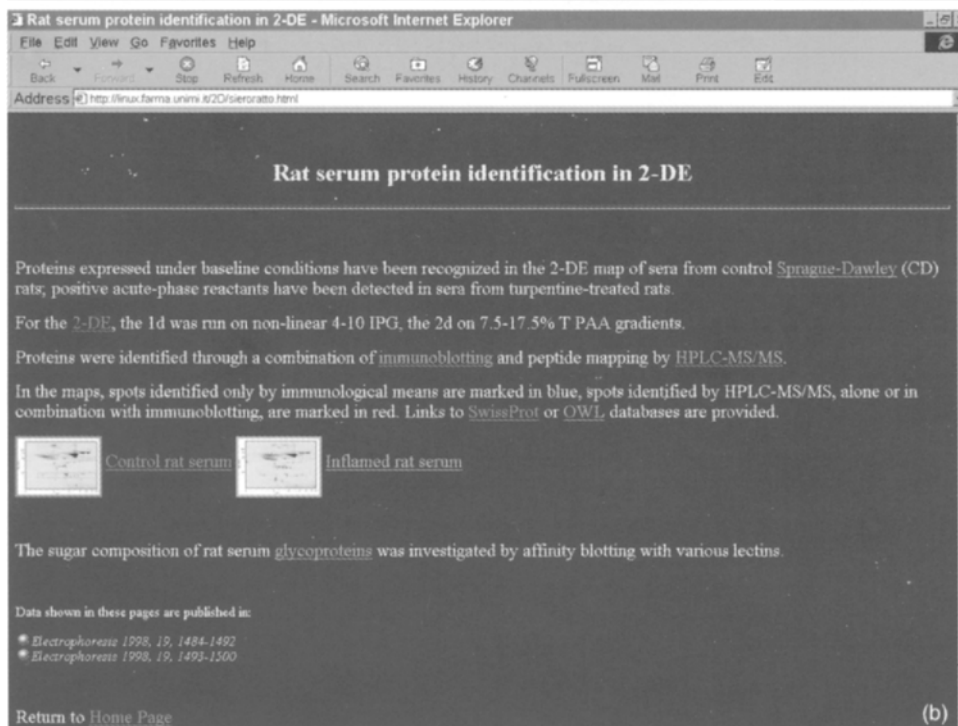 Rat serum protein identification in 2-DE - Microsoft Internet Explorer
File Edit View Go Favorites Help
Back Forward Stop Refresh Home Search Favorites History Channels Fullscreen Mail Print Edit
Address http://linux.farma.unimi.it/2D/sieroratto.html
Rat serum protein identification in 2-DE
Proteins expressed under baseline conditions have been recognized in the 2-DE map of sera from control Sprague-Dawley (CD)
rats; positive acute-phase reactants have been detected in sera from turpentine-treated rats.
For the 2-DE, the 1d was run on non-linear 4-10 IPG, the 2d on 7.5-17.5% T PAA gradients.
Proteins were identified through a combination of immunoblotting and peptide mapping by HPLC-MS/MS.
In the maps, spots identified only by immunological means are marked in blue, spots identified by HPLC-MS/MS, alone or in
combination with immunoblotting, are marked in red. Links to SwissProt or OWL databases are provided.
Control rat serum Inflamed rat serum
The sugar composition of rat serum glycoproteins was investigated by affinity blotting with various lectins.
Data shown in these pages are published in:
Electrophoresis 1998, 19, 1484-1492
Electrophoresis 1998, 19, 1493-1500
Return to Home Page
(b)